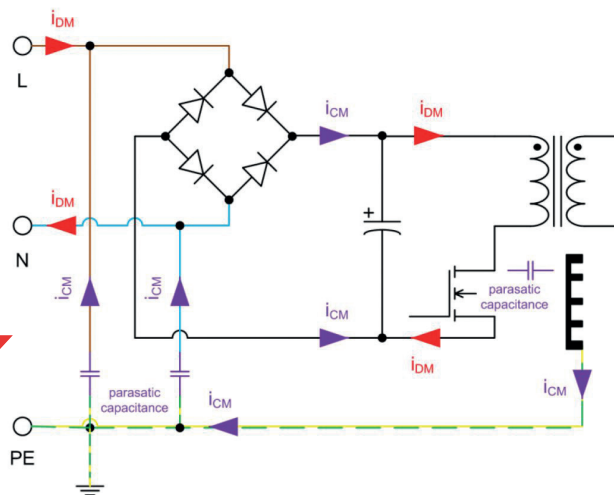 iDM
L
iCM
iDM
iDM
N
iCM
iCM
+
parasatic
capacitance
iCM
iDM
parasatic
capacitance
iCM
iCM
PE